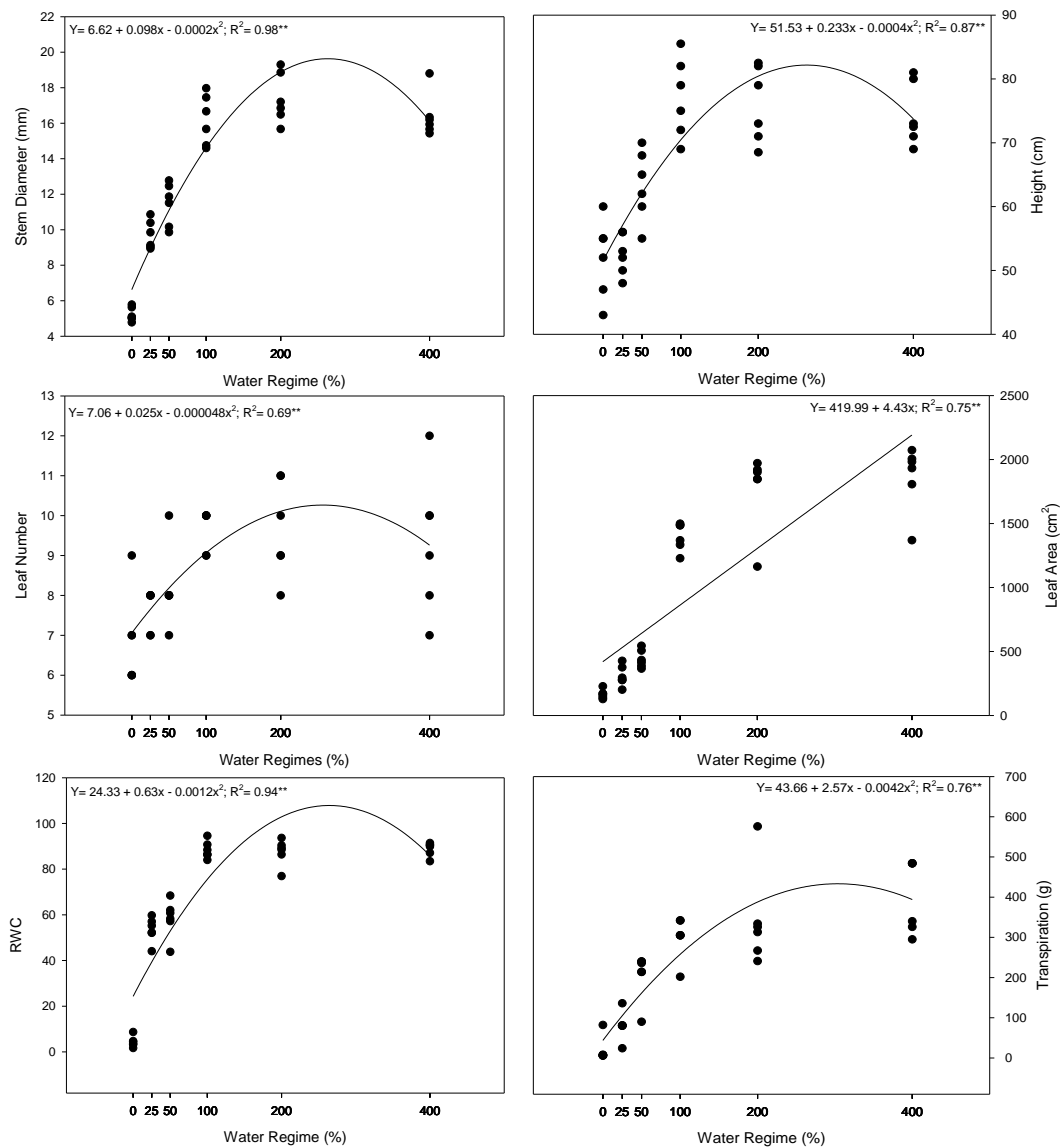 Y= 6.62 + 0.098x - 0.0002x²; R²= 0.98**
22
20
18
16
14
12
10
8
6
4
Stem Diameter (mm)
0 25 50 100 200 400
Water Regime (%)
Y= 51.53 + 0.233x - 0.0004x²; R²= 0.87**
90
80
70
60
50
40
Height (cm)
0 25 50 100 200 400
Water Regime (%)
Y= 7.06 + 0.025x - 0.000048x²; R²= 0.69**
13
12
11
10
9
8
7
6
5
Leaf Number
0 25 50 100 200 400
Water Regimes (%)
Y= 419.99 + 4.43x; R²= 0.75**
2500
2000
1500
1000
500
0
Leaf Area (cm²)
0 25 50 100 200 400
Water Regime (%)
Y= 24.33 + 0.63x - 0.0012x²; R²= 0.94**
120
100
80
60
40
20
0
RWC
0 25 50 100 200 400
Water Regime (%)
Y= 43.66 + 2.57x - 0.0042x²; R²= 0.76**
700
600
500
400
300
200
100
0
Transpiration (g)
0 25 50 100 200 400
Water Regime (%)